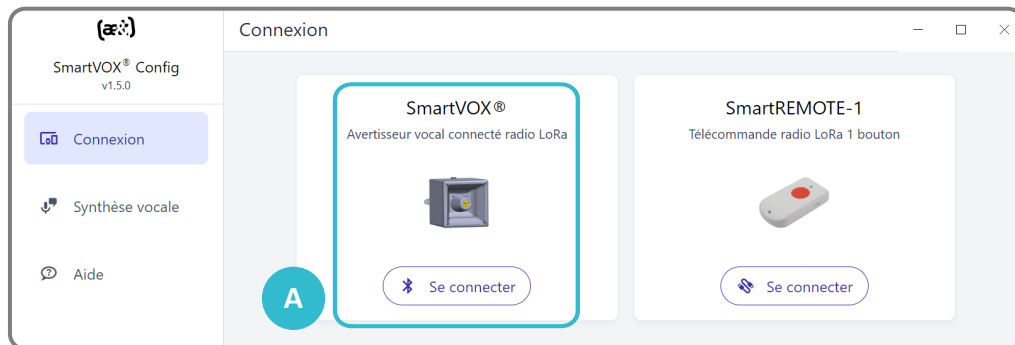 (æ)
SmartVOX® Config
v1.5.0
Connexion
Synthèse vocale
Aide
Connexion
SmartVOX®
Avertisseur vocal connecté radio LoRa
Se connecter
A
SmartREMOTE-1
Télécommande radio LoRa 1 bouton
Se connecter